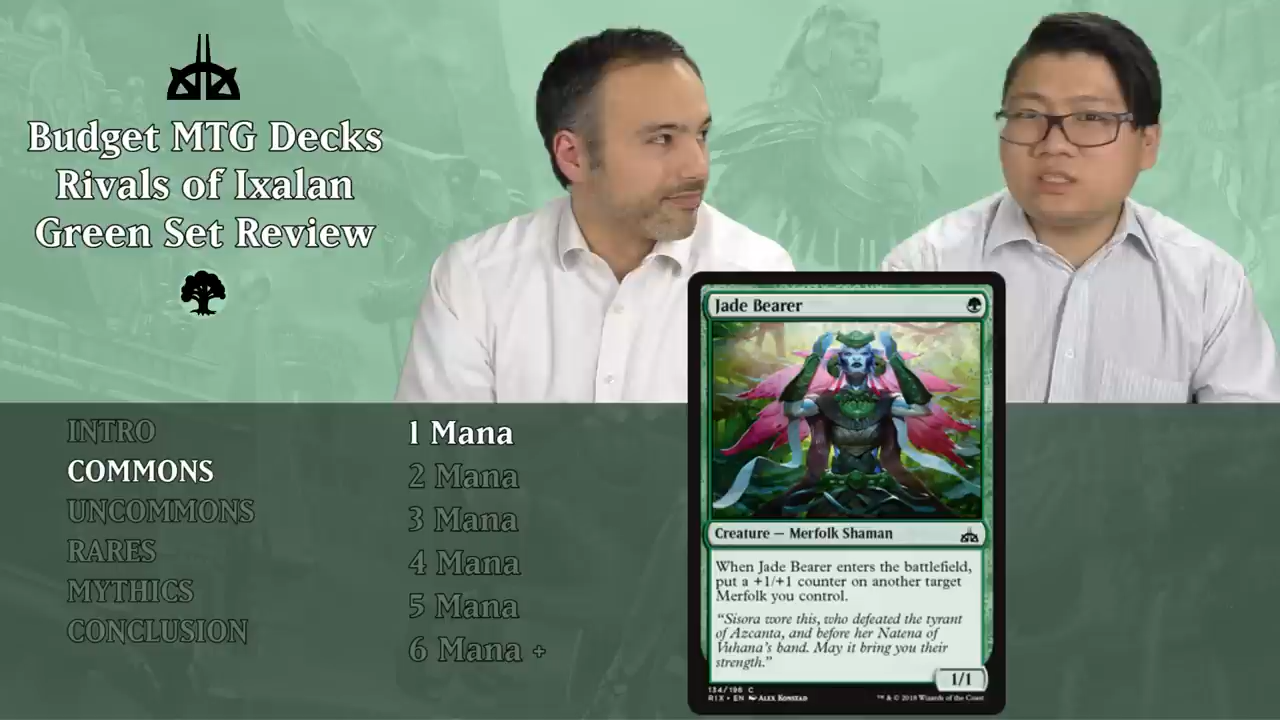 Budget MTG Decks
Rivals of Ixalan
Green Set Review
INTRO
COMMONS
UNCOMMONS
RARES
MYTHICS
CONCLUSION
1 Mana
2 Mana
3 Mana
4 Mana
5 Mana
6 Mana +
Jade Bearer
Creature — Merfolk Shaman
When Jade Bearer enters the battlefield,
put a +1/+1 counter on another target
Merfolk you control.
“Sisora wore this, who defeated the tyrant
of Azcanta, and before her Natena of
Vuhana’s band. May it bring you their
strength.”
1/1
134/196 C
RIX • EN Alex Konstad
™ & © 2018 Wizards of the Coast